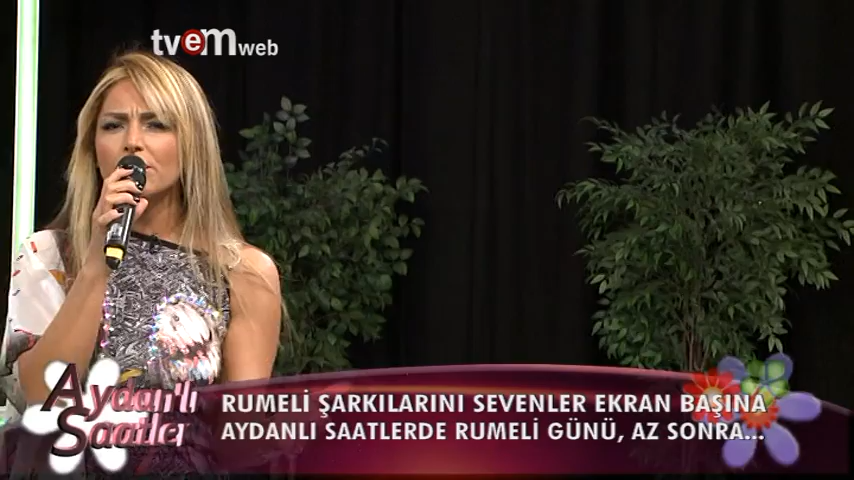 tvem web
Aydan'lı
Saatler
RUMELİ ŞARKILARINI SEVENLER EKRAN BAŞINA
AYDANLI SAATLERDE RUMELİ GÜNÜ, AZ SONRA...